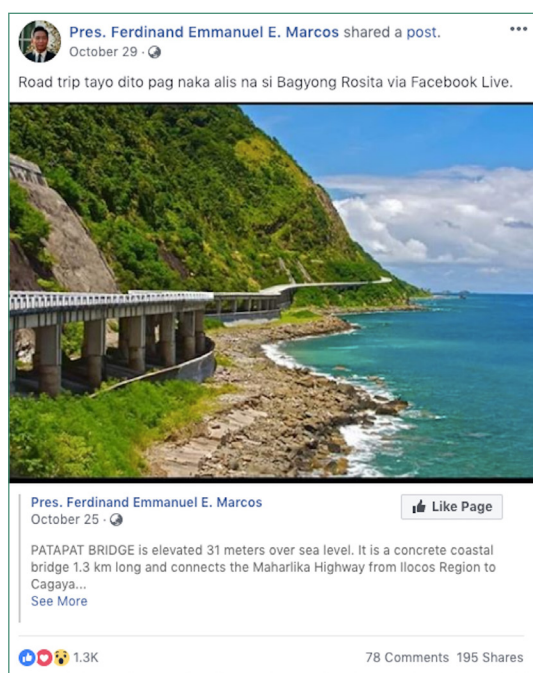 Pres. Ferdinand Emmanuel E. Marcos shared a post.
October 29 ·
Road trip tayo dito pag naka alis na si Bagyong Rosita via Facebook Live.
Pres. Ferdinand Emmanuel E. Marcos
October 25 ·
Like Page
PATAPAT BRIDGE is elevated 31 meters over sea level. It is a concrete coastal
bridge 1.3 km long and connects the Maharlika Highway from Ilocos Region to
Cagaya...
See More
1.3K
78 Comments 195 Shares